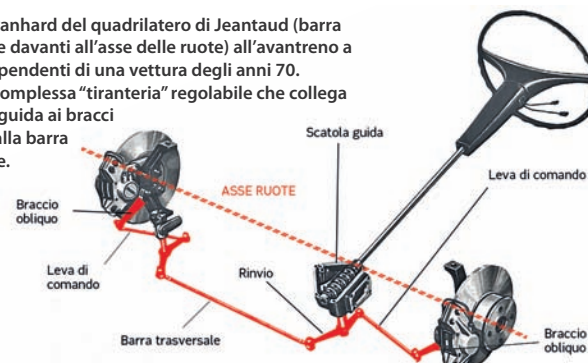 anhard del quadrilatero di Jeantaud (barra
e davanti all'asse delle ruote) all'avantreno a
pendenti di una vettura degli anni 70.
omplessa “tiranteria” regolabile che collega
guida ai bracci
alla barra
e.
Scatola guida
ASSE RUOTE
Leva di comando
Braccio
obliquo
Leva di
comando
Rinvio
Barra trasversale
Braccio
obliquo